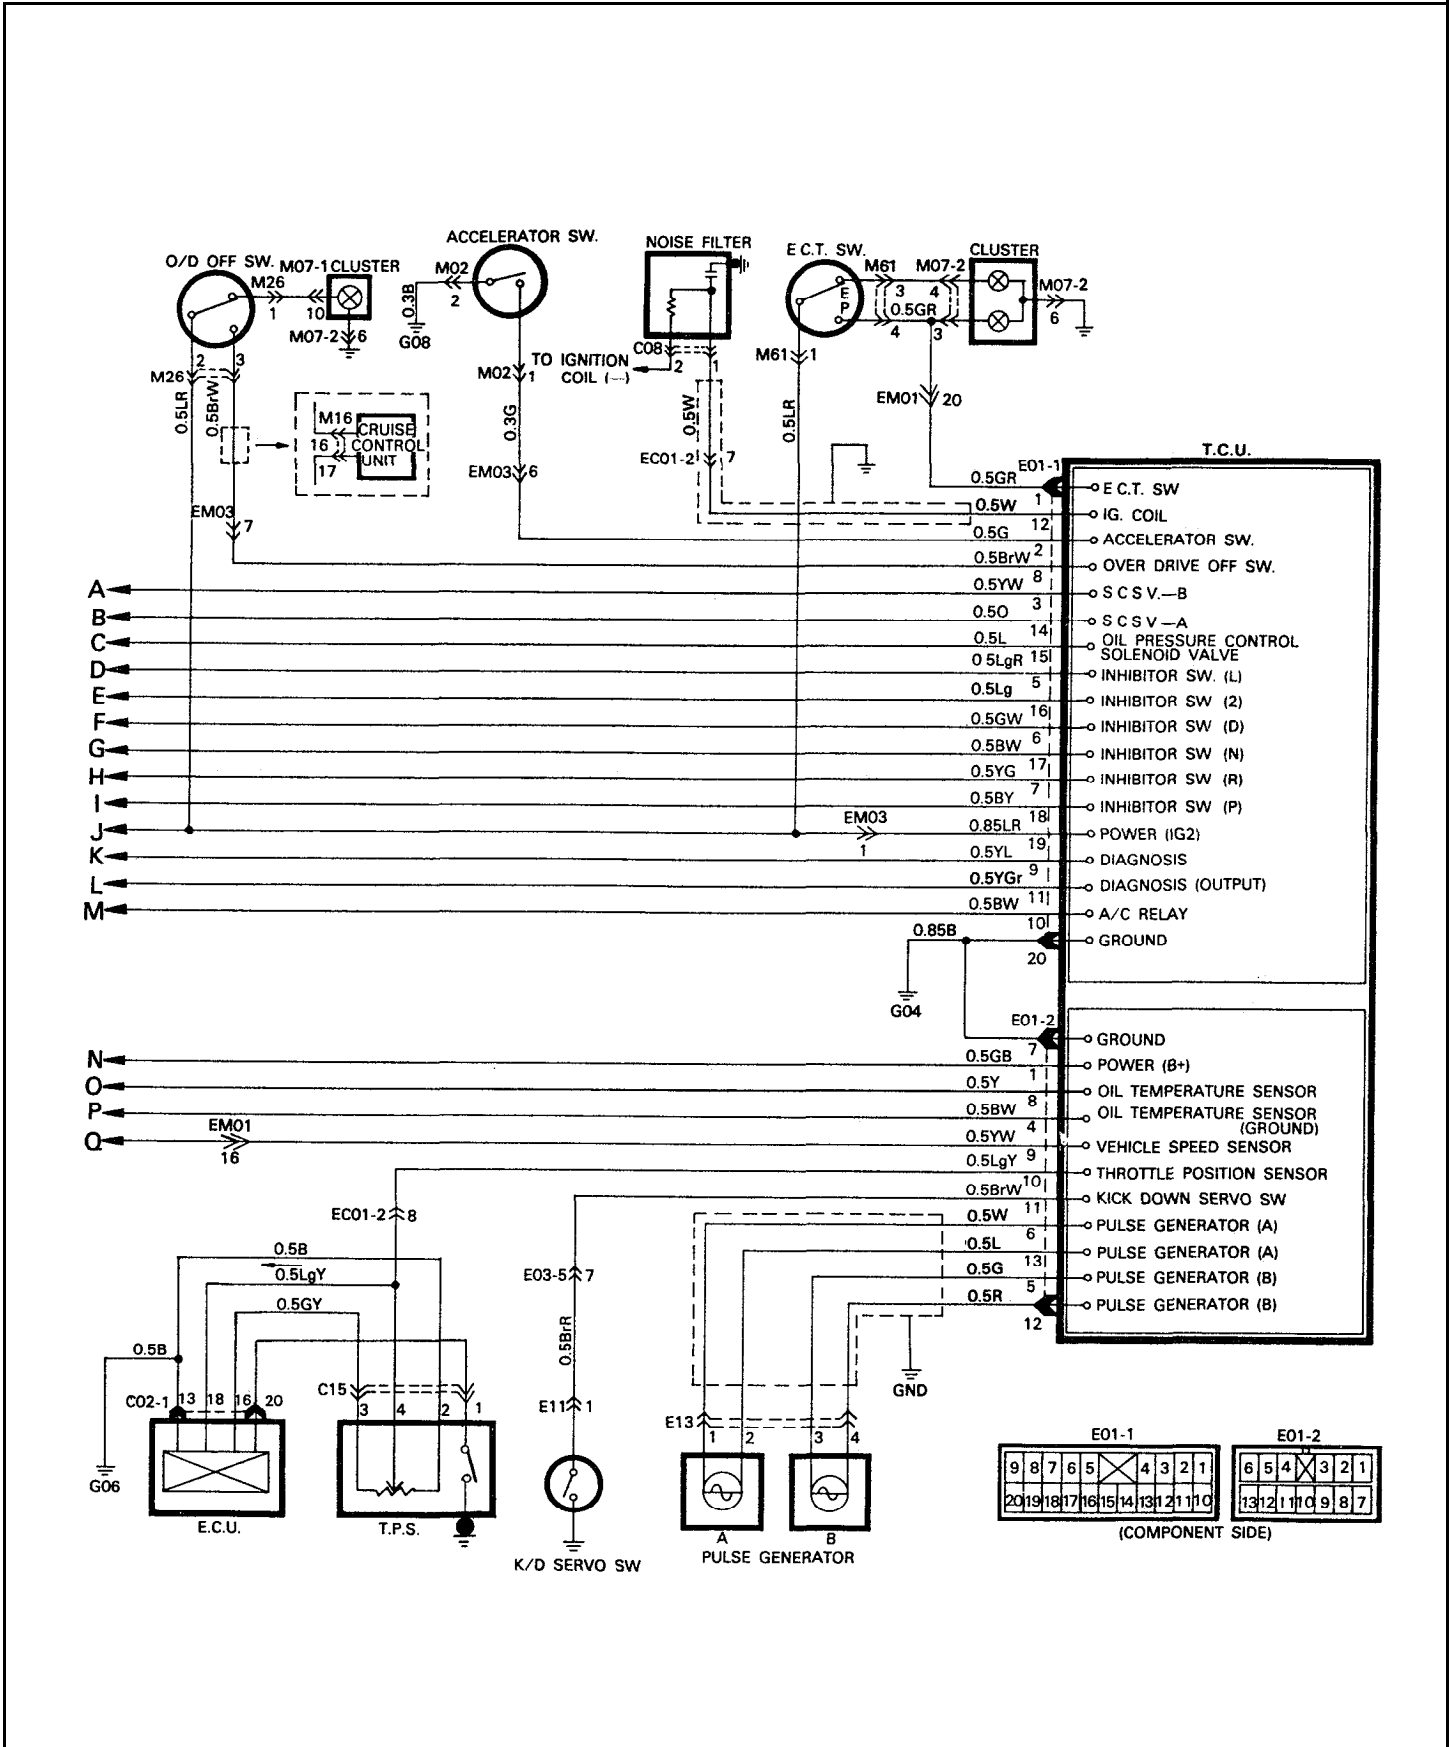 ACCELERATOR SW.
NOISE FILTER
E.C.T. SW.
CLUSTER
O/D OFF SW.
M07-1 CLUSTER
M26
M02
M61
M07-2
M07-2
1
10
2
0.3B
G08
3
4
E
P
0.5GR
4
3
6
M07-2
6
C08
2
1
TO IGNITION
COIL (—)
M61
1
M26
2
3
0.5LR
0.5BrW
M02
1
0.3G
0.5W
0.5LR
EM01
20
M16
16
17
CRUISE
CONTROL
UNIT
EM03
6
EC01-2
7
EM03
7
T.C.U.
E01-1
0.5GR
1
E C.T. SW
0.5W
12
IG. COIL
0.5G
2
ACCELERATOR SW.
0.5BrW
8
OVER DRIVE OFF SW.
A
0.5YW
3
S C S V.—B
B
0.5O
14
S C S V—A
C
0.5L
15
OIL PRESSURE CONTROL
SOLENOID VALVE
D
0 5LgR
5
INHIBITOR SW. (L)
E
0.5Lg
16
INHIBITOR SW (2)
F
0.5GW
6
INHIBITOR SW (D)
G
0.5BW
17
INHIBITOR SW (N)
H
0.5YG
7
INHIBITOR SW (R)
I
0.5BY
18
INHIBITOR SW (P)
J
EM03
1
0.85LR
19
POWER (IG2)
K
0.5YL
9
DIAGNOSIS
L
0.5YGr
11
DIAGNOSIS (OUTPUT)
M
0.5BW
10
A/C RELAY
0.85B
20
GROUND
G04
E01-2
7
GROUND
N
0.5GB
1
POWER (B+)
O
0.5Y
8
OIL TEMPERATURE SENSOR
P
0.5BW
4
OIL TEMPERATURE SENSOR
(GROUND)
Q
EM01
16
0.5YW
9
VEHICLE SPEED SENSOR
0.5LgY
10
THROTTLE POSITION SENSOR
0.5BrW
11
KICK DOWN SERVO SW
0.5W
6
PULSE GENERATOR (A)
0.5L
13
PULSE GENERATOR (A)
0.5G
5
PULSE GENERATOR (B)
0.5R
12
PULSE GENERATOR (B)
EC01-2
8
0.5B
0.5LgY
0.5GY
E03-5
7
0.5BrR
0.5B
C02-1
13
18
16
20
C15
3
4
2
1
E11
1
E13
1
2
3
4
GND
G06
E.C.U.
T.P.S.
K/D SERVO SW
A
B
PULSE GENERATOR
E01-1
E01-2
9 8 7 6 5 4 3 2 1
20 19 18 17 16 15 14 13 12 11 10
6 5 4 3 2 1
13 12 11 10 9 8 7
(COMPONENT SIDE)